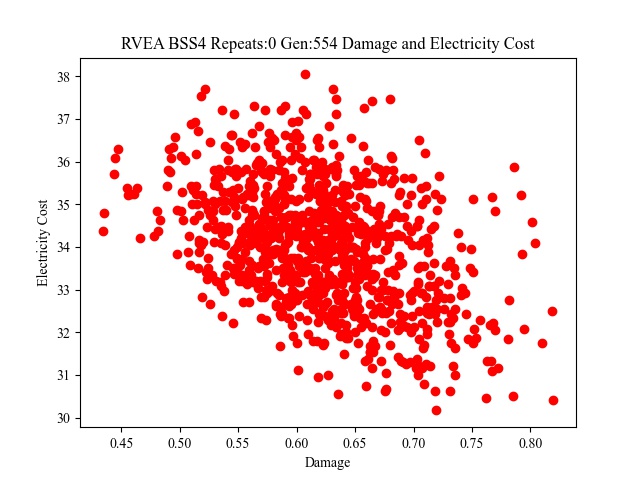 RVEA BSS4 Repeats:0 Gen:554 Damage and Electricity Cost
38
37
36
35
34
33
32
31
30
Electricity Cost
0.45 0.50 0.55 0.60 0.65 0.70 0.75 0.80
Damage